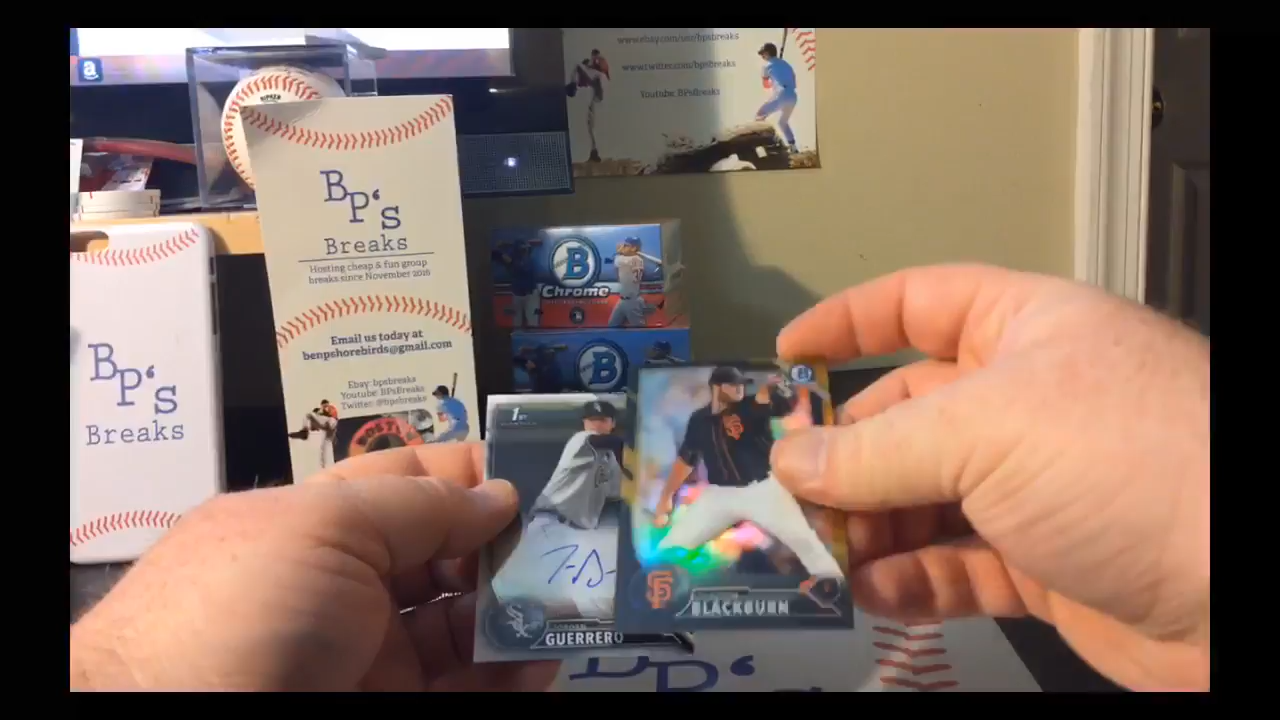 www.ebay.com/usr/bpsbreaks
www.twitter.com/bpsbreaks
Youtube: BPsBreaks
B
Chrome
B
BP's
Breaks
Hosting cheap & fun group
breaks since November 2016
Email us today at
benpshorebirds@gmail.com
Ebay: bpsbreaks
Youtube: BPsBreaks
Twitter: @bpsbreaks
BP's
Breaks
1ST
GUERRERO
B
SF
BLACKBURN
BP's